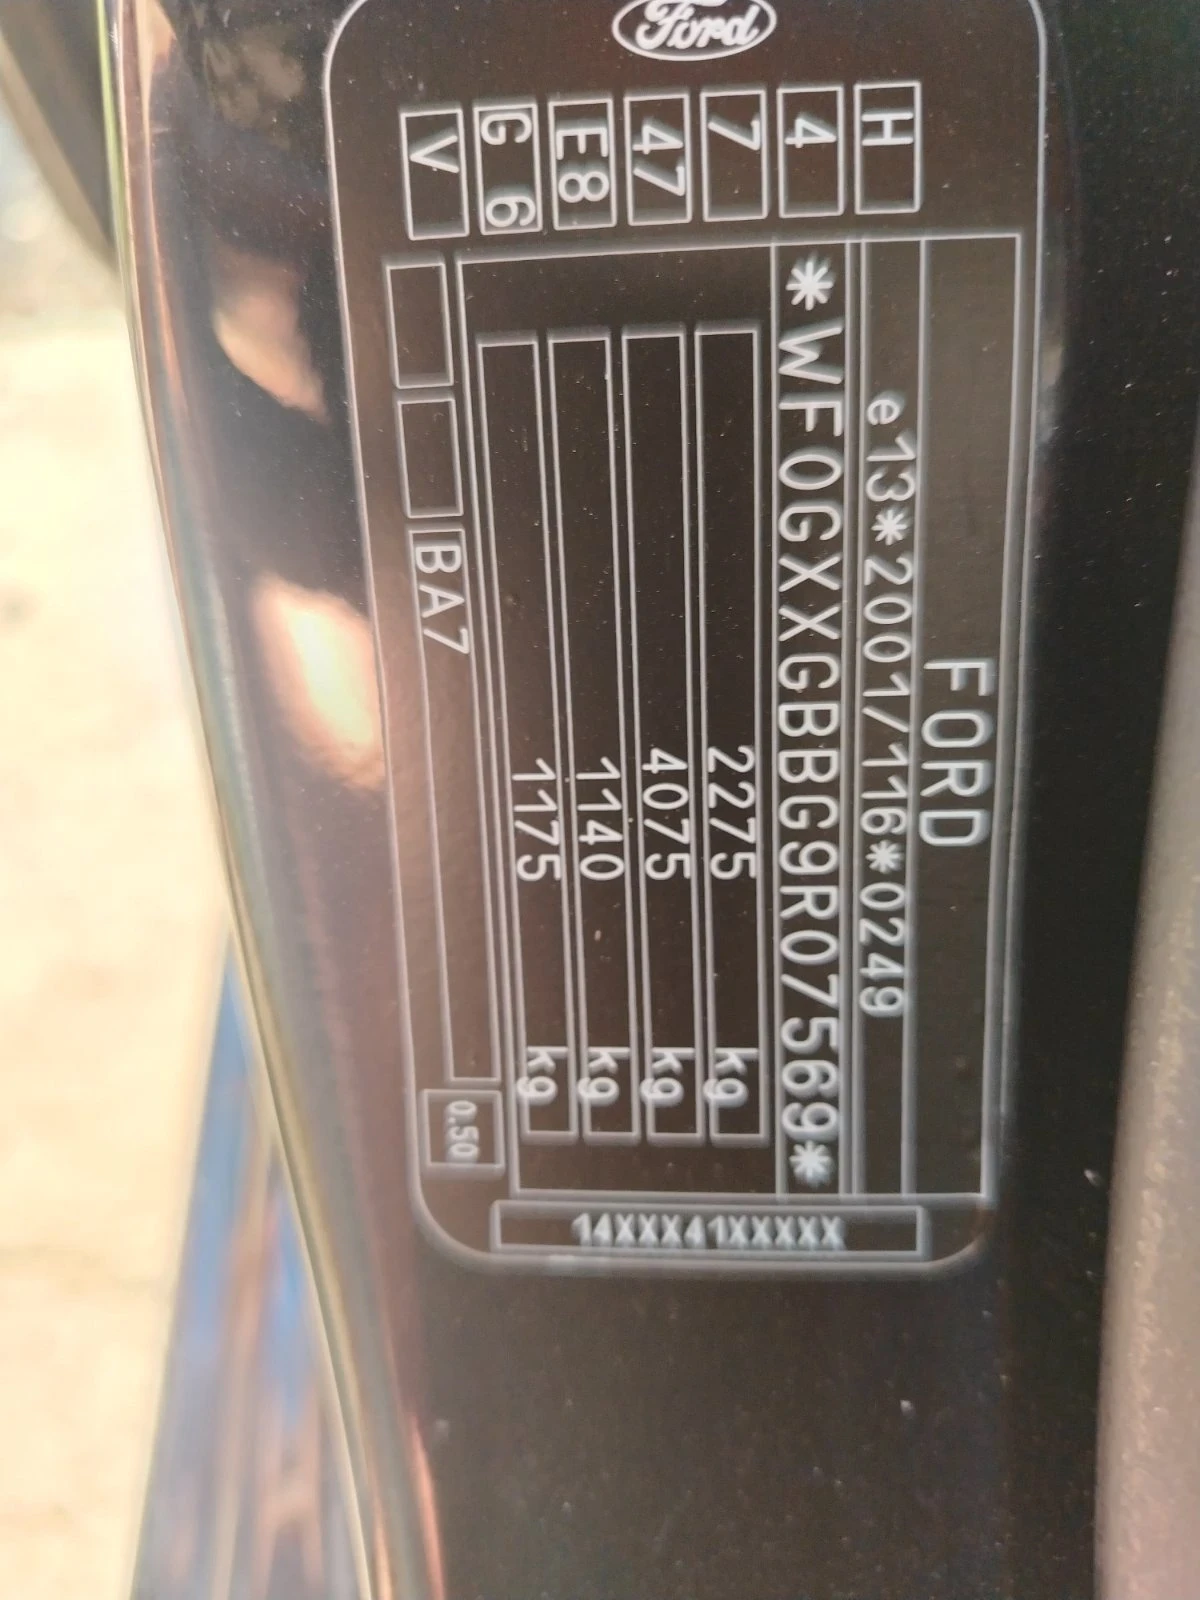 Ford
FORD
e13*2001/116*0249
*WF0GXXGBBG9R07569*
2275 kg
4075 kg
1140 kg
1175 kg
BA7
0.50
H
4
7
47
E8
G 6
V
14XXX41XXXXX